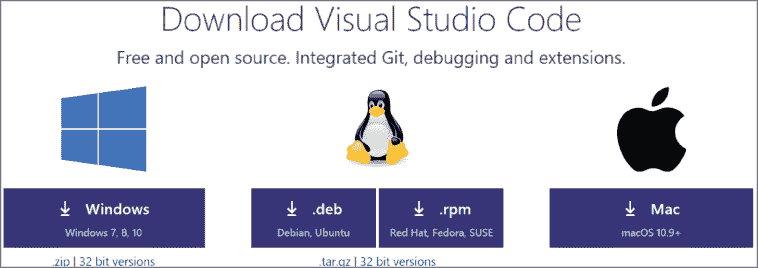 Download Visual Studio Code
Free and open source. Integrated Git, debugging and extensions.
Windows
Windows 7, 8, 10
.deb
Debian, Ubuntu
.rpm
Red Hat, Fedora, SUSE
Mac
macOS 10.9+
.zip | 32 bit versions
.tar.gz | 32 bit versions